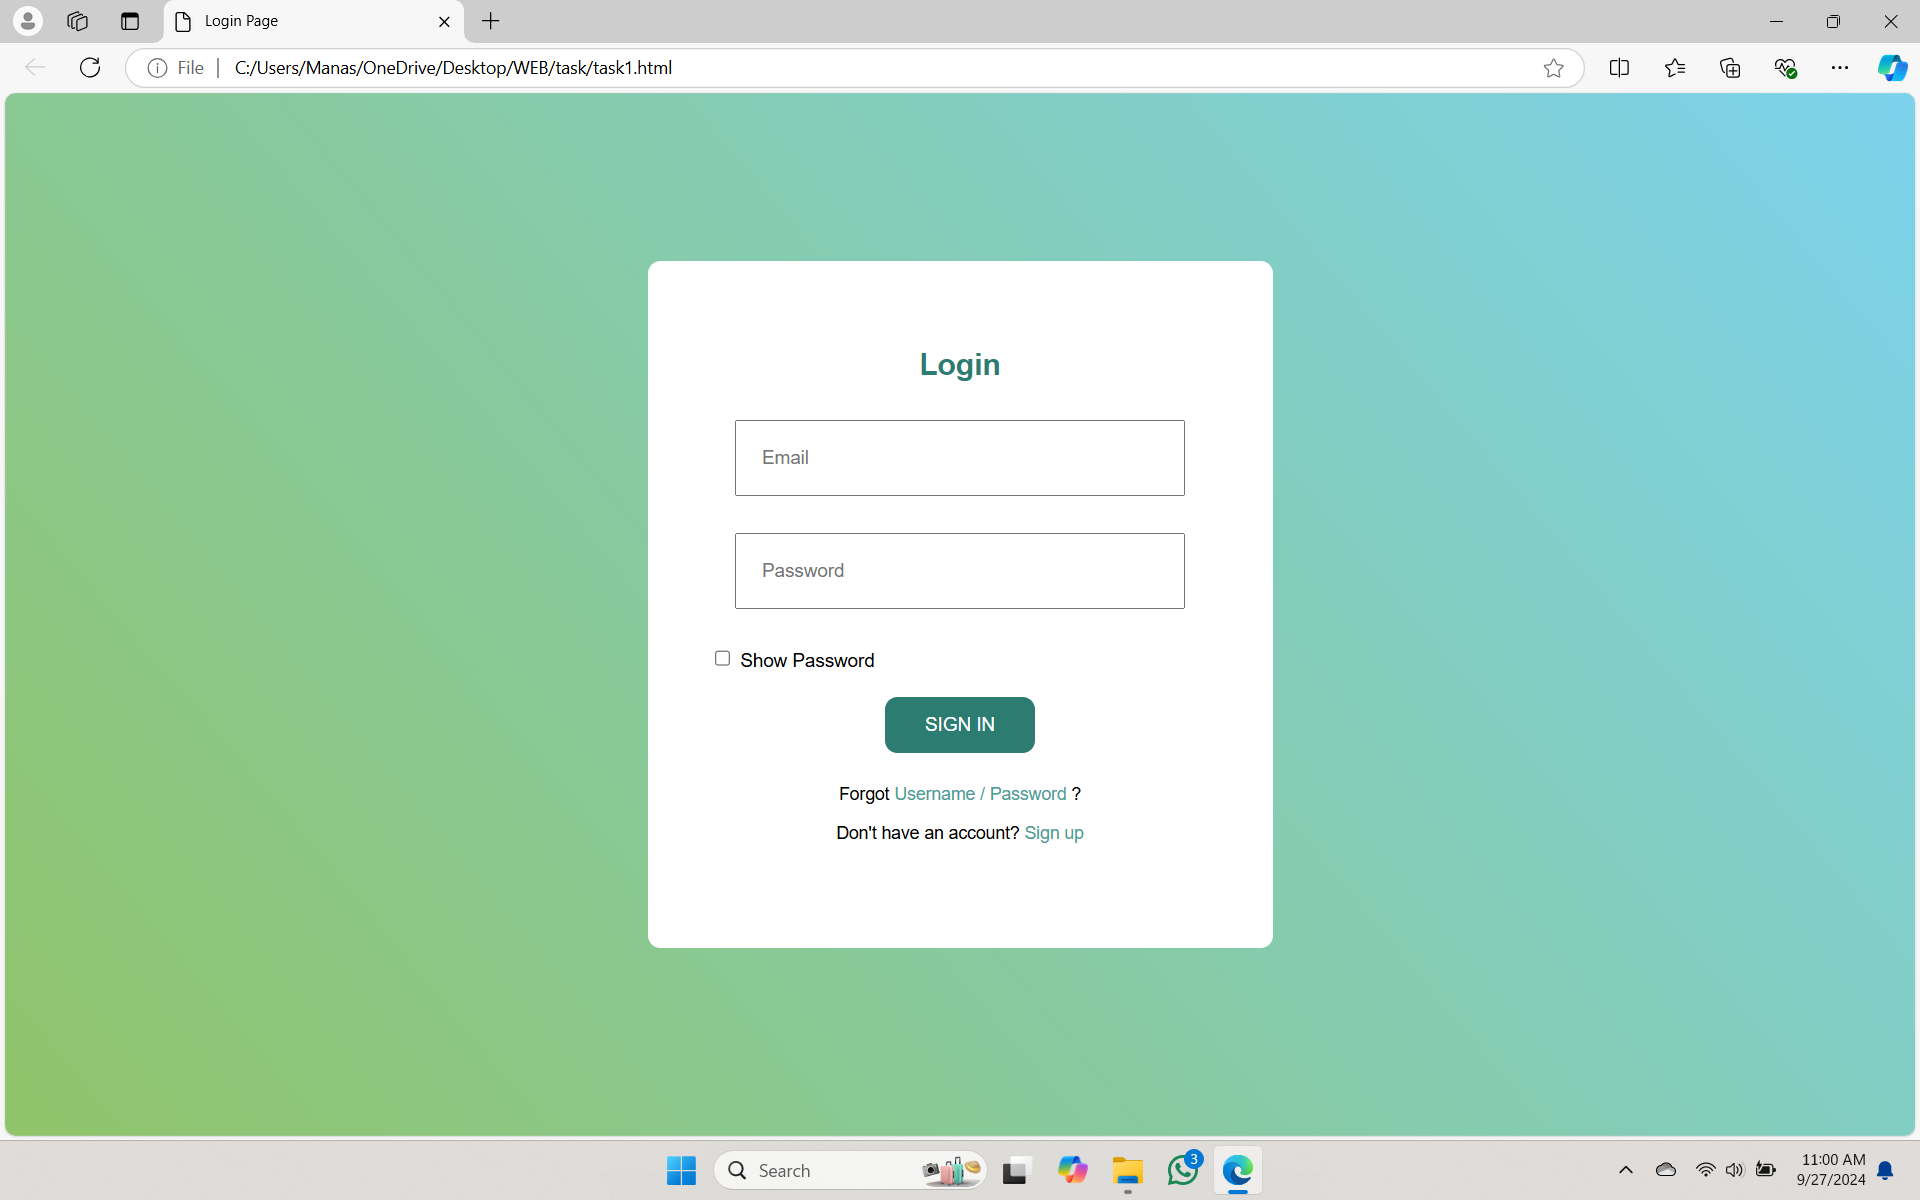 Login Page
File
C:/Users/Manas/OneDrive/Desktop/WEB/task/task1.html
Login
Email
Password
Show Password
SIGN IN
Forgot Username / Password ?
Don't have an account? Sign up
Search
3
11:00 AM
9/27/2024